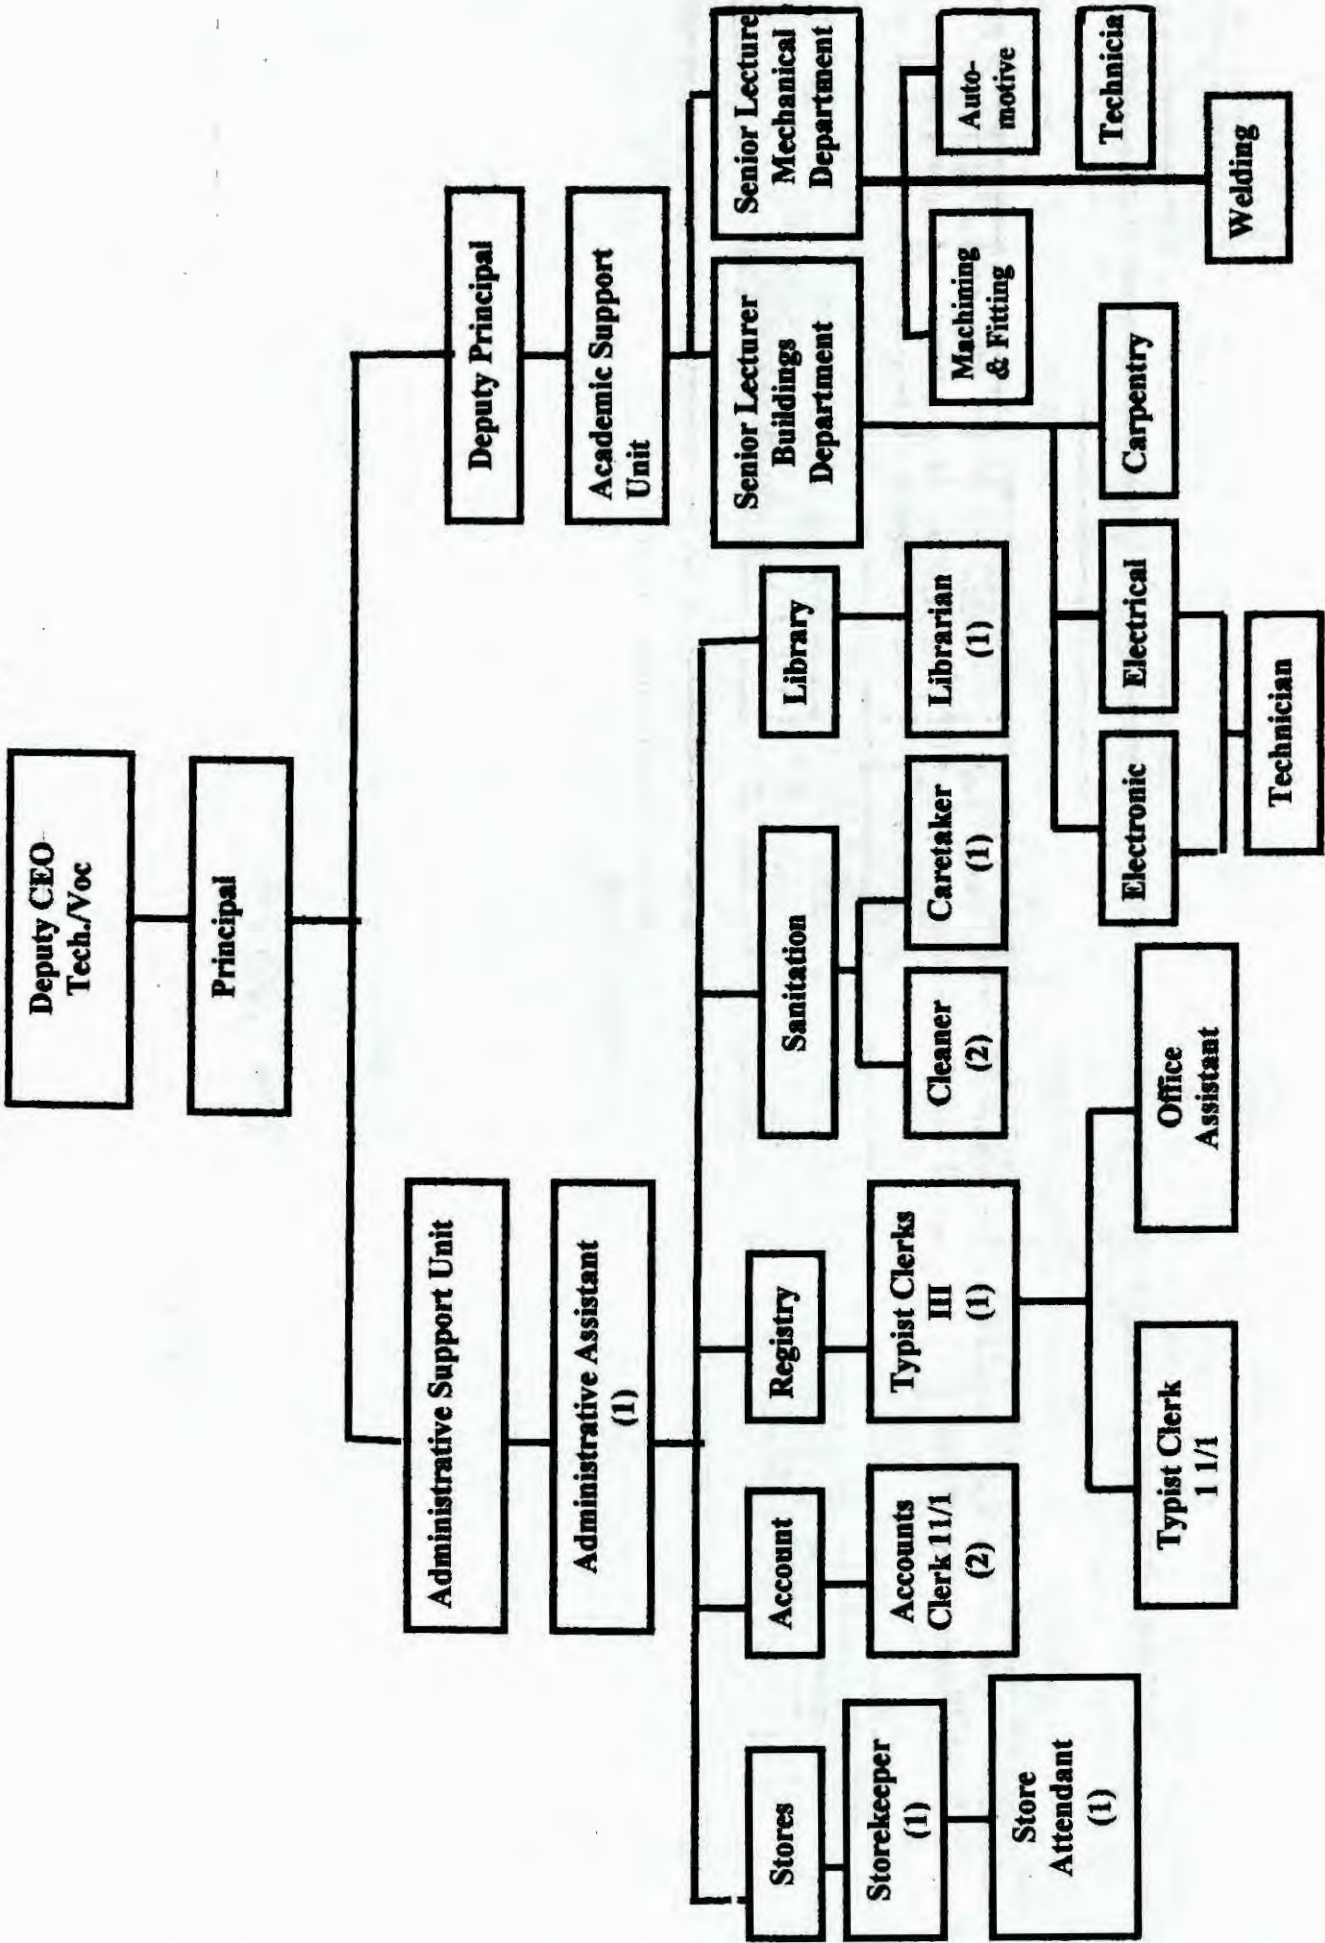 Deputy CEO
Tech./Voc
Principal
Administrative Support Unit
Deputy Principal
Administrative Assistant
(1)
Academic Support
Unit
Stores
Account
Registry
Sanitation
Library
Senior Lecturer
Buildings
Department
Senior Lecture
Mechanical
Department
Storekeeper
(1)
Accounts
Clerk 11/1
(2)
Typist Clerks
III
(1)
Cleaner
(2)
Caretaker
(1)
Librarian
(1)
Machining
& Fitting
Auto-
motive
Store
Attendant
(1)
Typist Clerk
1 1/1
Office
Assistant
Electronic
Electrical
Carpentry
Technicia
Technician
Welding